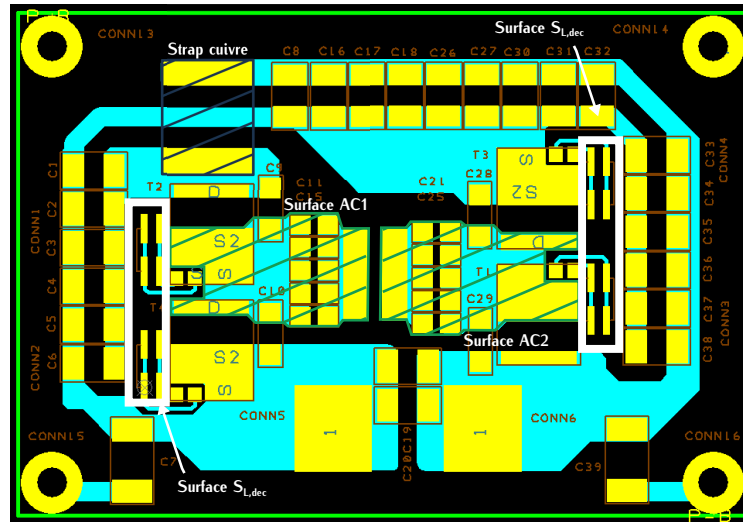 P-B
CONN13
Strap cuivre
C8
C16
C17
C18
C26
C27
C30
C31
C32
Surface SL,dec
CONN14
C1
C2
C3
C4
C5
C6
CONN1
CONN2
T2
D
C9
C11
C15
Surface AC1
S2
S
T4
D
C10
S2
S
C21
C25
C28
T3
S
S2
D
T1
C29
Surface AC2
C33
C34
C35
C36
C37
C38
CONN4
CONN3
CONN5
1
C20
C19
CONN6
1
CONN15
C7
Surface SL,dec
C39
CONN16
P-B